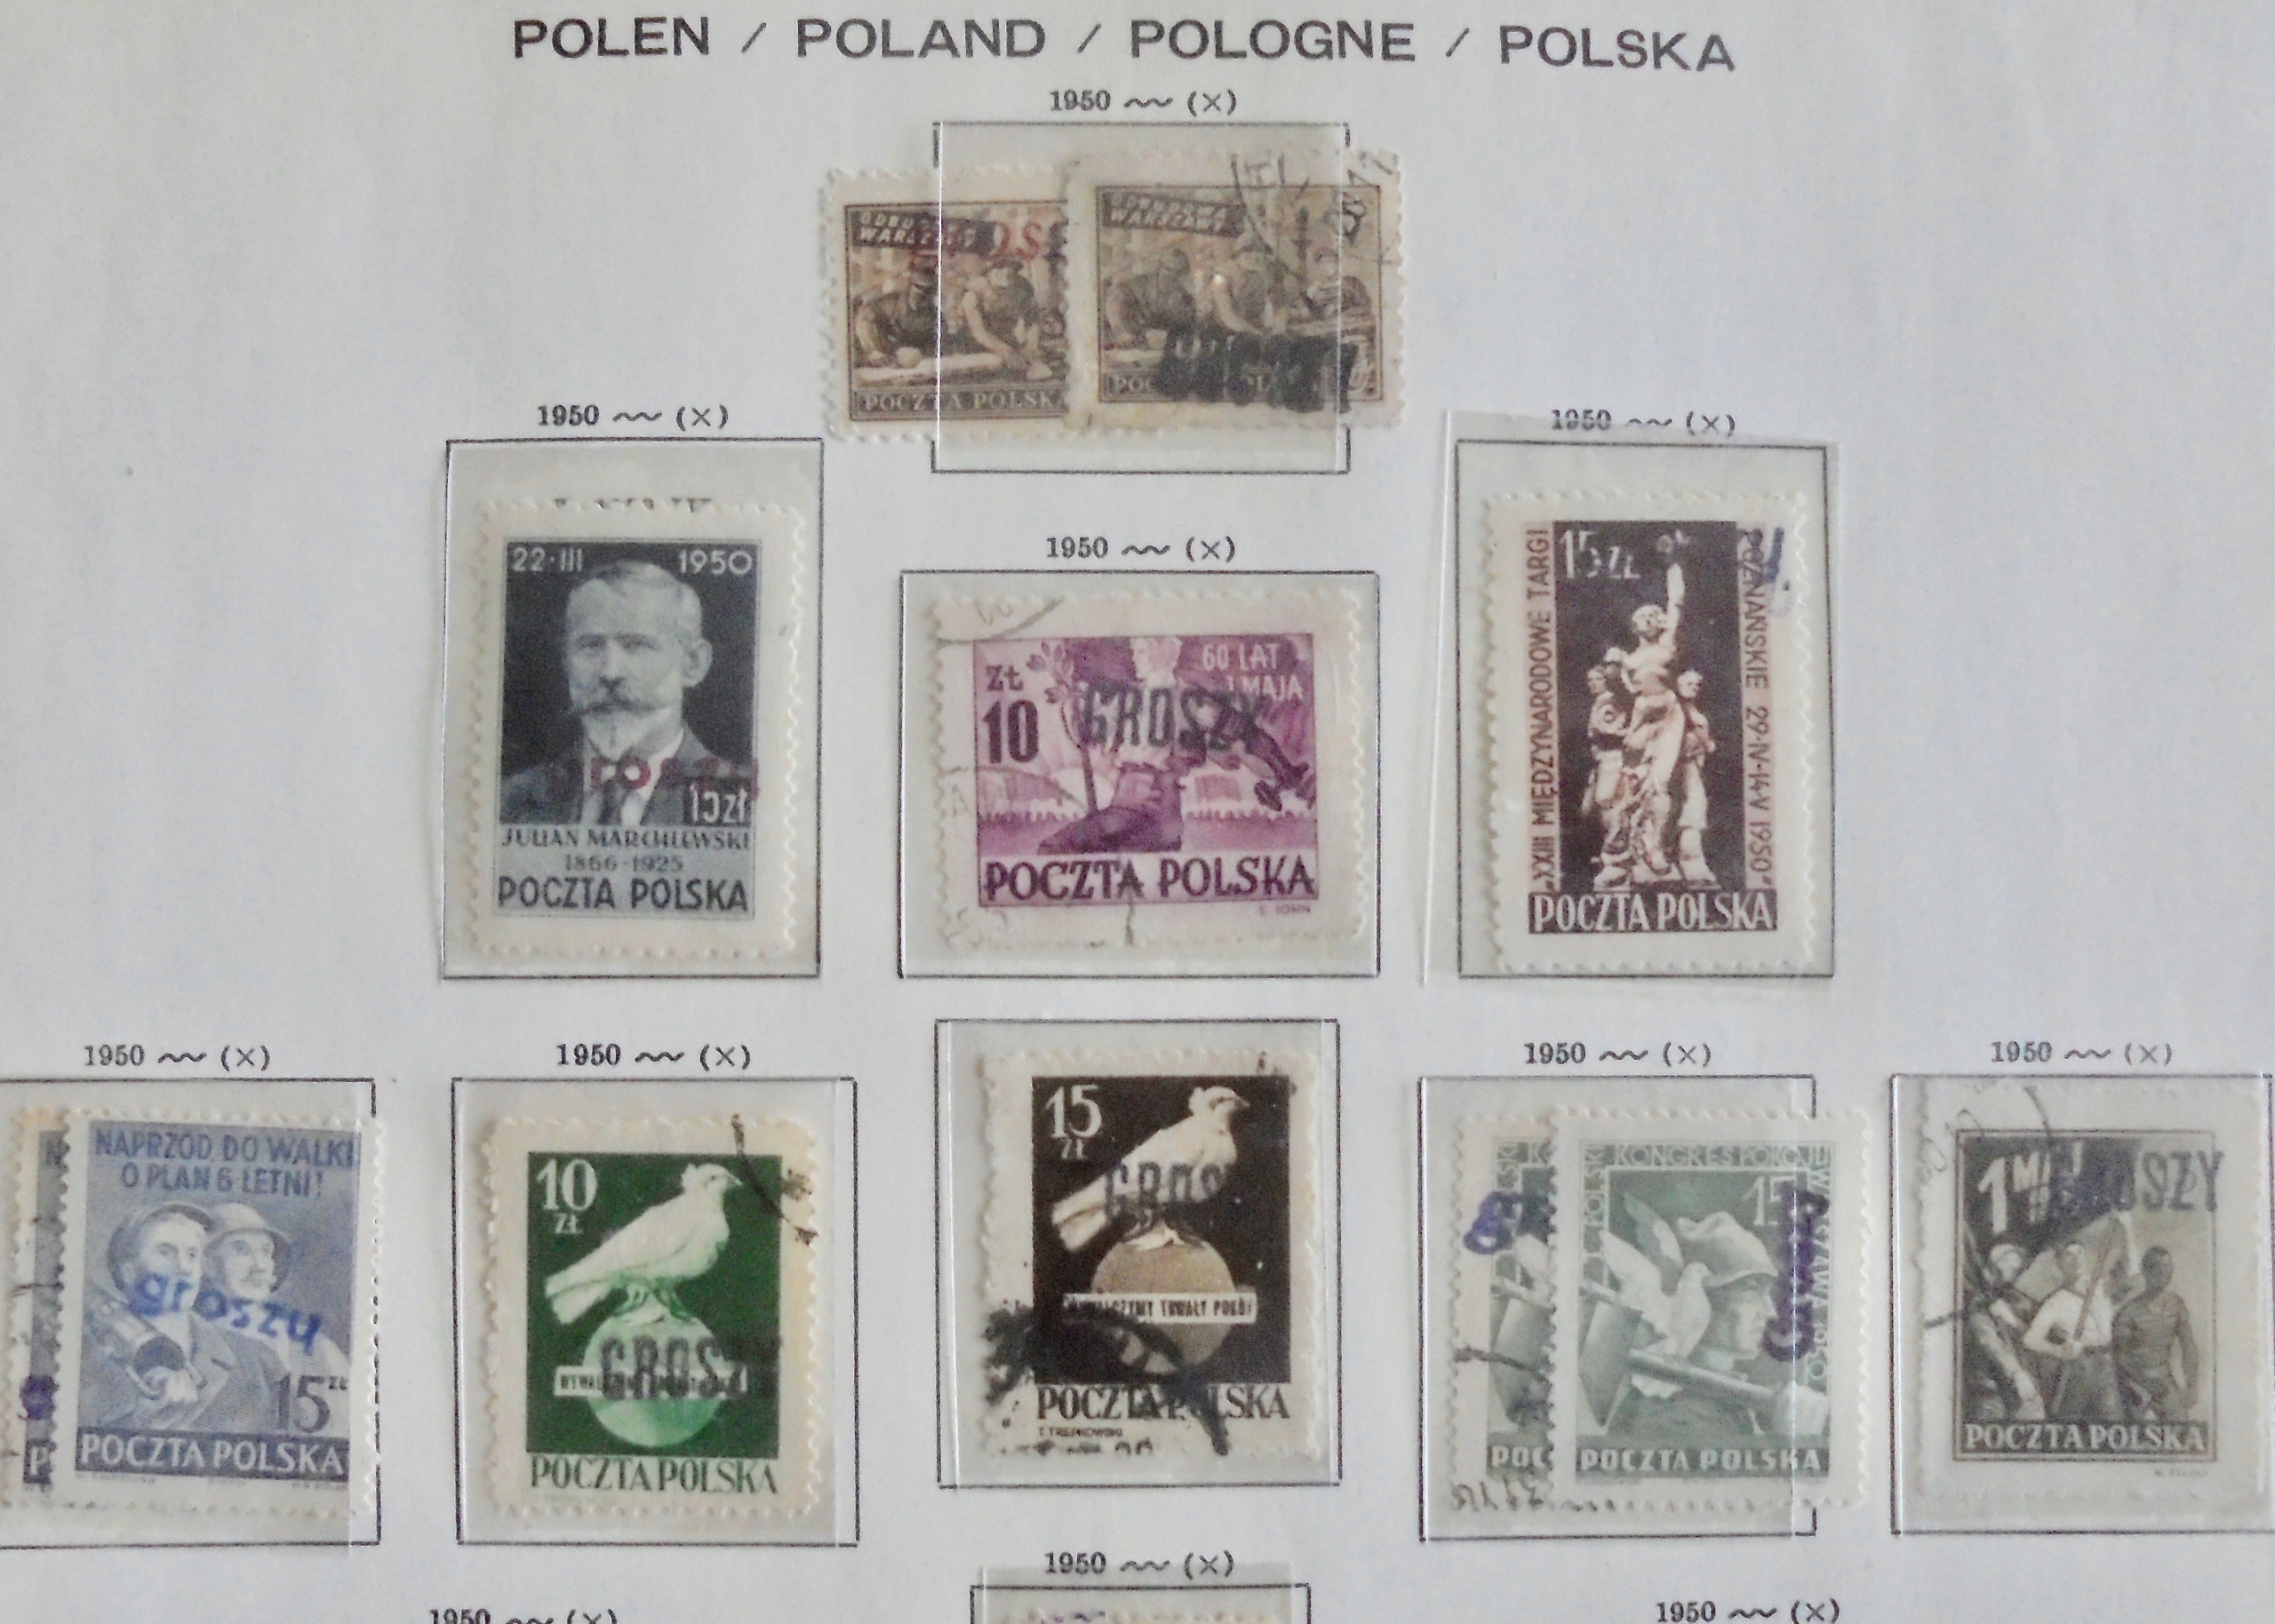 POLEN / POLAND / POLOGNE / POLSKA
1950 ~~ (×)
POCZTA POLSKA
1950 ~~ (×)
22·III 1950
15zł
JULIAN MARCHLEWSKI
1866-1925
POCZTA POLSKA
1950 ~~ (×)
60 LAT
1 MAJA
zł
10
GROSZY
POCZTA POLSKA
1950 ~~ (×)
15 ZŁ
„XXIII MIĘDZYNARODOWE TARGI
POZNAŃSKIE 29·IV-14·V 1950"
POCZTA POLSKA
1950 ~~ (×)
NAPRZÓD DO WALKI
O PLAN 6 LETNI!
groszy
15 ZŁ
POCZTA POLSKA
1950 ~~ (×)
10
ZŁ
GROSZY
POCZTA POLSKA
15
ZŁ
POCZTA POLSKA
1950 ~~ (×)
KONGRES POKOJU
15
POCZTA POLSKA
1950 ~~ (×)
POCZTA POLSKA
1950 ~~ (×)
1950 ~~ (×)
1950 ~~ (×)